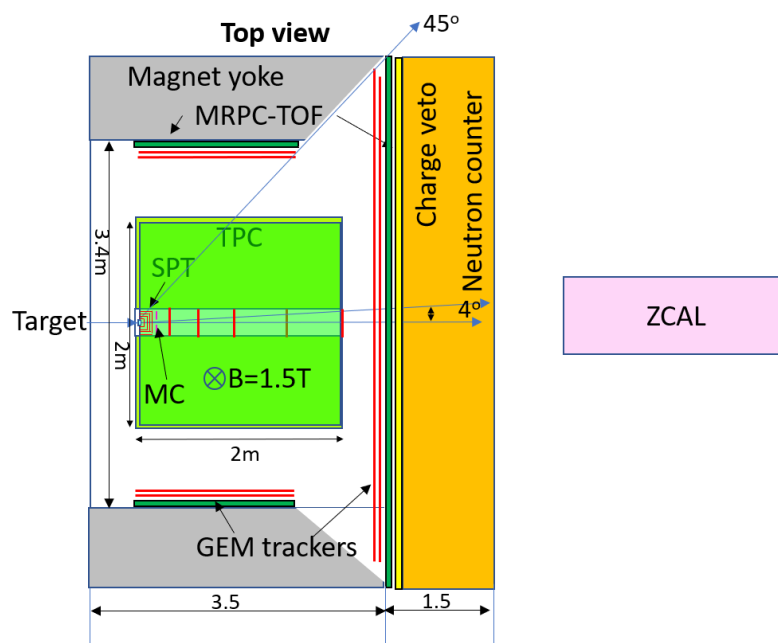 Top view
45°
Magnet yoke
MRPC-TOF
Charge veto
Neutron counter
3.4m
TPC
SPT
Target
4°
ZCAL
2m
MC
⊗B=1.5T
2m
GEM trackers
3.5
1.5